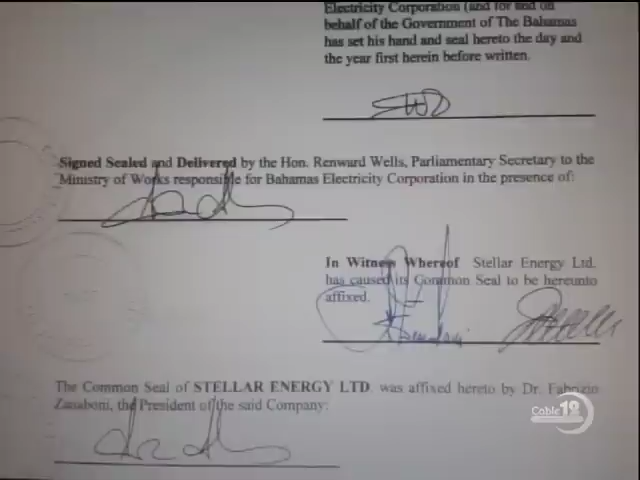 Electricity Corporation (and for and on
behalf of the Government of The Bahamas
has set his hand and seal hereto the day and
the year first herein before written.
Signed Sealed and Delivered by the Hon. Renward Wells, Parliamentary Secretary to the
Ministry of Works responsible for Bahamas Electricity Corporation in the presence of:
In Witness Whereof Stellar Energy Ltd.
has caused its Common Seal to be hereunto
affixed.
The Common Seal of STELLAR ENERGY LTD. was affixed hereto by Dr. Fabrizio
Zanaboni, the President of the said Company:
Cable 12